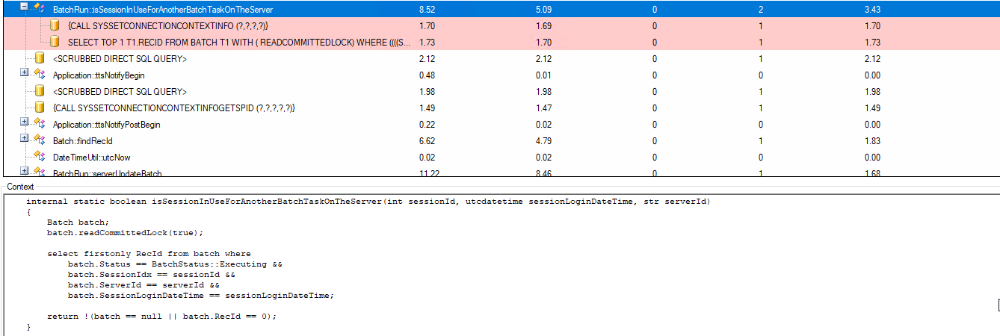 BatchRun::isSessionInUseForAnotherBatchTaskOnTheServer 8.52 5.09 0 2 3.43
{CALL SYSSETCONNECTIONCONTEXTINFO (?,?,?,?)} 1.70 1.69 0 1 1.70
SELECT TOP 1 T1.RECID FROM BATCH T1 WITH ( READCOMMITTEDLOCK) WHERE ((((S... 1.73 1.70 0 1 1.73
<SCRUBBED DIRECT SQL QUERY> 2.12 2.12 0 1 2.12
Application::ttsNotifyBegin 0.48 0.01 0 0 0.00
<SCRUBBED DIRECT SQL QUERY> 1.98 1.98 0 1 1.98
{CALL SYSSETCONNECTIONCONTEXTINFOGETSPID (?,?,?,?,?)} 1.49 1.47 0 1 1.49
Application::ttsNotifyPostBegin 0.22 0.02 0 0 0.00
Batch::findRecId 6.62 4.79 0 1 1.83
DateTimeUtil::utcNow 0.02 0.02 0 0 0.00
BatchRun::serverUpdateBatch 11.22 8.46 0 1 1.68
Context
internal static boolean isSessionInUseForAnotherBatchTaskOnTheServer(int sessionId, utcdatetime sessionLoginDateTime, str serverId)
{
Batch batch;
batch.readCommittedLock(true);
select firstonly RecId from batch where
batch.Status == BatchStatus::Executing &&
batch.SessionIdx == sessionId &&
batch.ServerId == serverId &&
batch.SessionLoginDateTime == sessionLoginDateTime;
return !(batch == null || batch.RecId == 0);
}